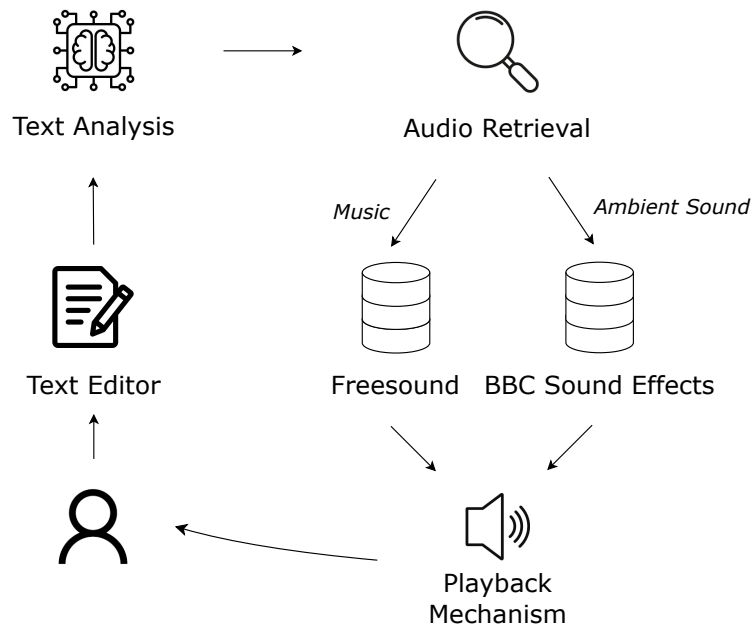 Text Analysis
Audio Retrieval
Music
Ambient Sound
Text Editor
Freesound
BBC Sound Effects
Playback
Mechanism